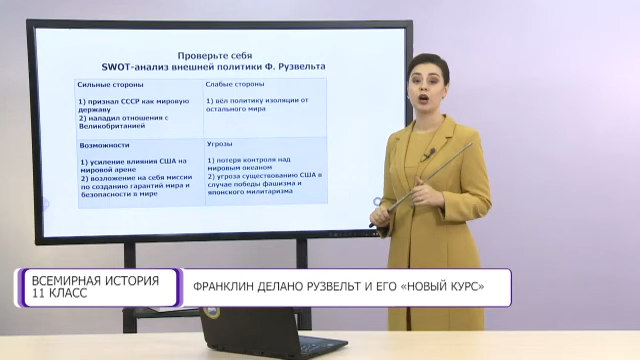 Проверьте себя
SWOT-анализ внешней политики Ф. Рузвельта
Сильные стороны
1) признал СССР как мировую
державу
2) наладил отношения с
Великобританией
Слабые стороны
1) вёл политику изоляции от
остального мира
Возможности
1) усиление влияния США на
мировой арене
2) возложение на себя миссии
по созданию гарантий мира и
безопасности в мире
Угрозы
1) потеря контроля над
мировым океаном
2) угроза существованию США в
случае победы фашизма и
японского милитаризма
ВСЕМИРНАЯ ИСТОРИЯ
11 КЛАСС
ФРАНКЛИН ДЕЛАНО РУЗВЕЛЬТ И ЕГО «НОВЫЙ КУРС»